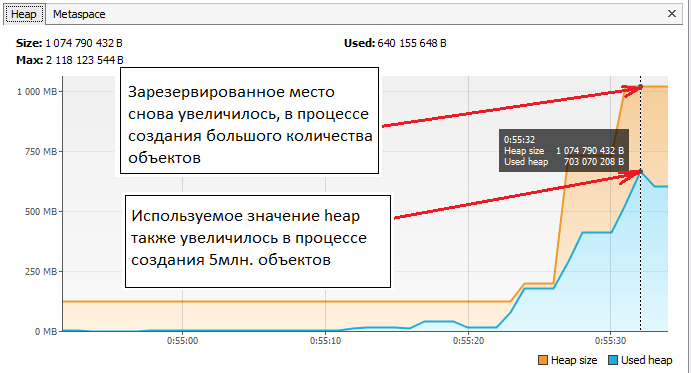 Heap Metaspace
Size: 1 074 790 432 B Used: 640 155 648 B
Max: 2 118 123 544 B
1 000 MB
750 MB
500 MB
250 MB
0 MB
Зарезервированное место
снова увеличилось, в процессе
создания большого количества
объектов
0:55:32
Heap size 1 074 790 432 B
Used heap 703 070 208 B
Используемое значение heap
также увеличилось в процессе
создания 5млн. объектов
0:55:00 0:55:10 0:55:20 0:55:30
Heap size Used heap